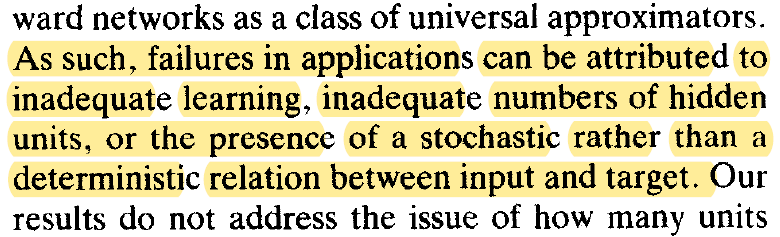 ward networks as a class of universal approximators.
As such, failures in applications can be attributed to
inadequate learning, inadequate numbers of hidden
units, or the presence of a stochastic rather than a
deterministic relation between input and target. Our
results do not address the issue of how many units